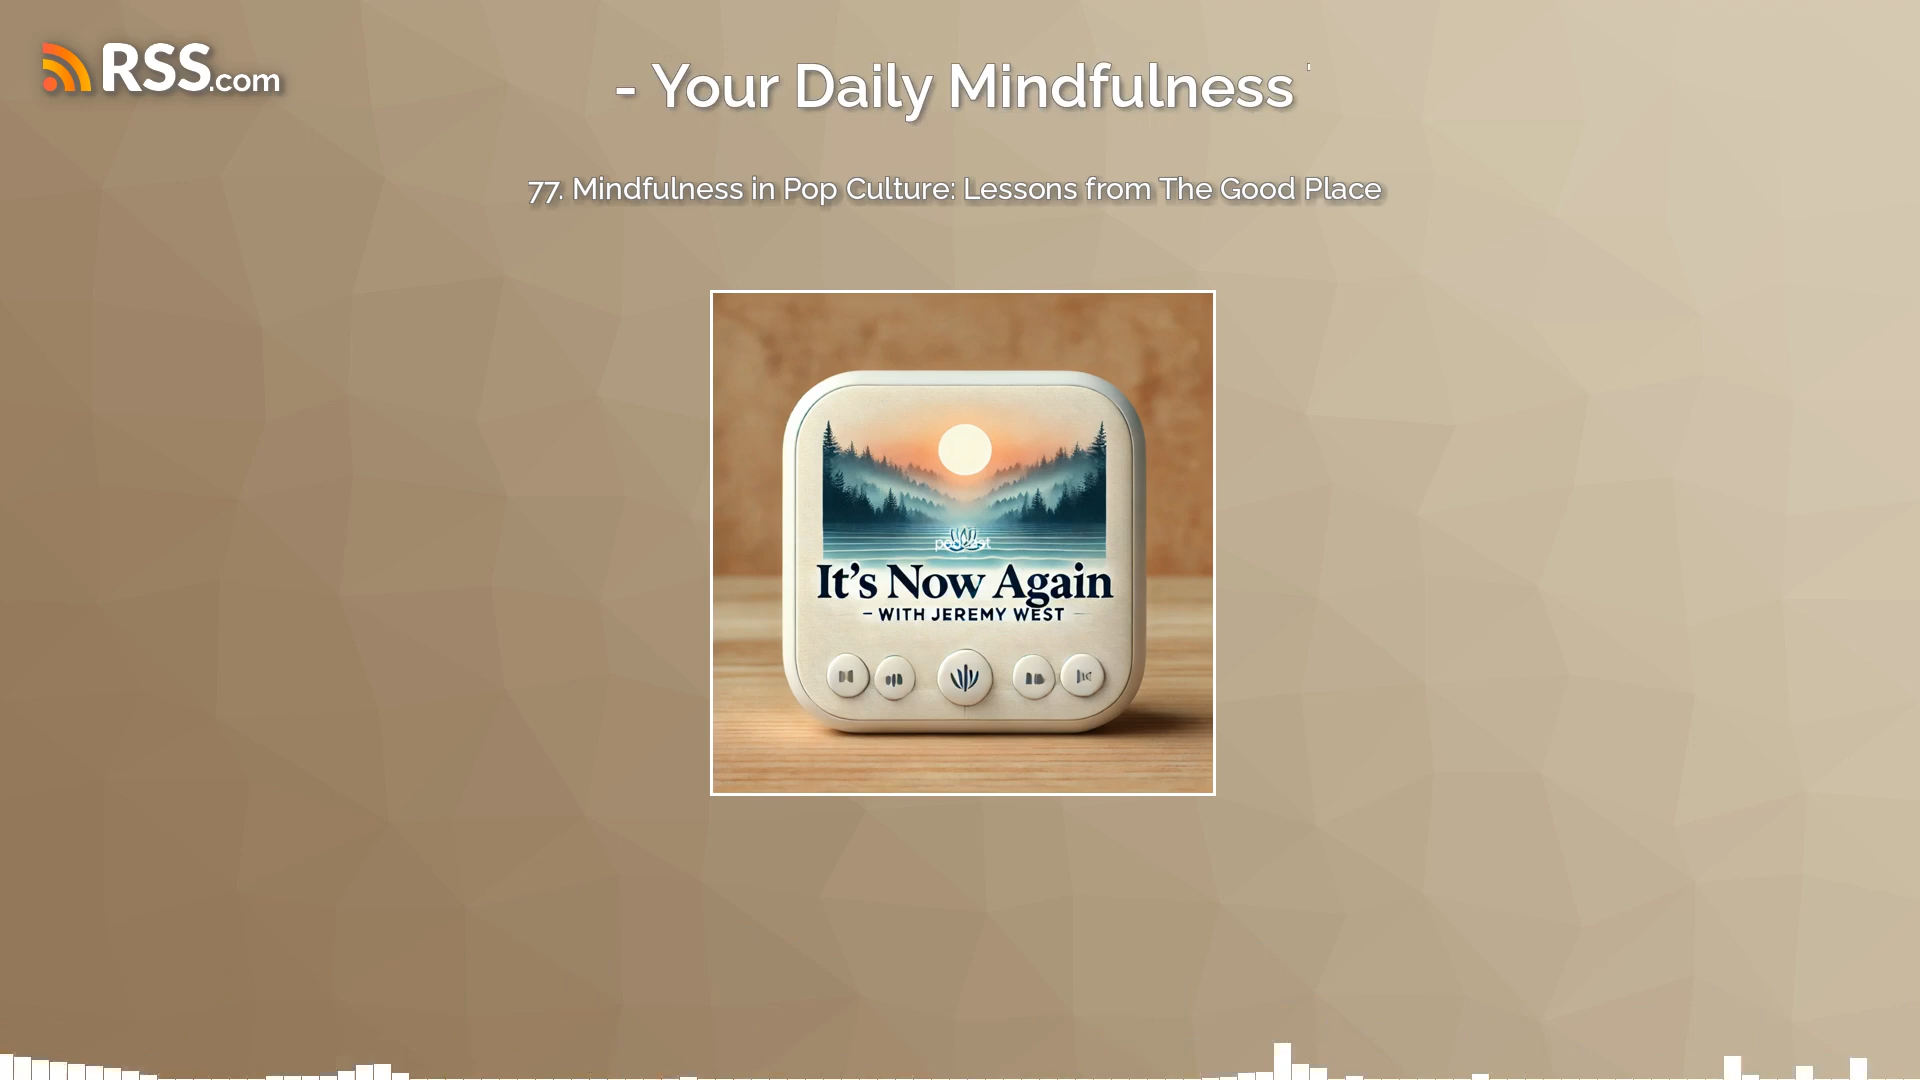 RSS.com
- Your Daily Mindfulness
77. Mindfulness in Pop Culture: Lessons from The Good Place
podcast
It's Now Again
- WITH JEREMY WEST